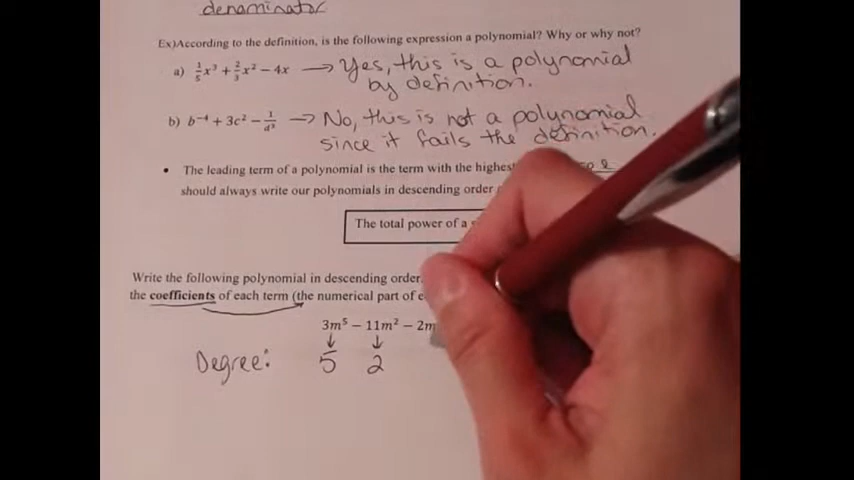 denominator
Ex)According to the definition, is the following expression a polynomial? Why or why not?
a) 1/5x³ + 2/3x² − 4x → Yes, this is a polynomial
by definition.
b) b⁻⁴ + 3c² − 1/d³ → No, this is not a polynomial
since it fails the definition.
• The leading term of a polynomial is the term with the highest
should always write our polynomials in descending order
The total power of a
Write the following polynomial in descending order.
the coefficients of each term (the numerical part of
3m⁵ − 11m² − 2m
↓ ↓
Degree: 5 2